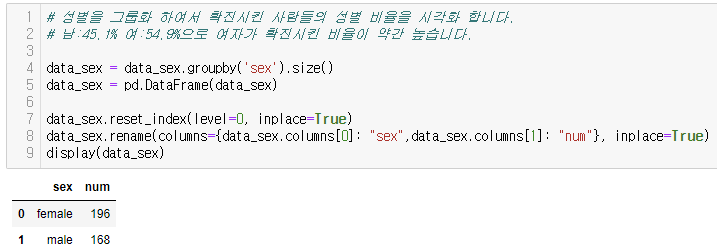 1 # 성별을 그룹화 하여서 확진시킨 사람들의 성별 비율을 시각화 합니다.
2 # 남:45.1% 여:54.9%으로 여자가 확진시킨 비율이 약간 높습니다.
3
4 data_sex = data_sex.groupby('sex').size()
5 data_sex = pd.DataFrame(data_sex)
6
7 data_sex.reset_index(level=0, inplace=True)
8 data_sex.rename(columns={data_sex.columns[0]: "sex",data_sex.columns[1]: "num"}, inplace=True)
9 display(data_sex)
sex num
0 female 196
1 male 168